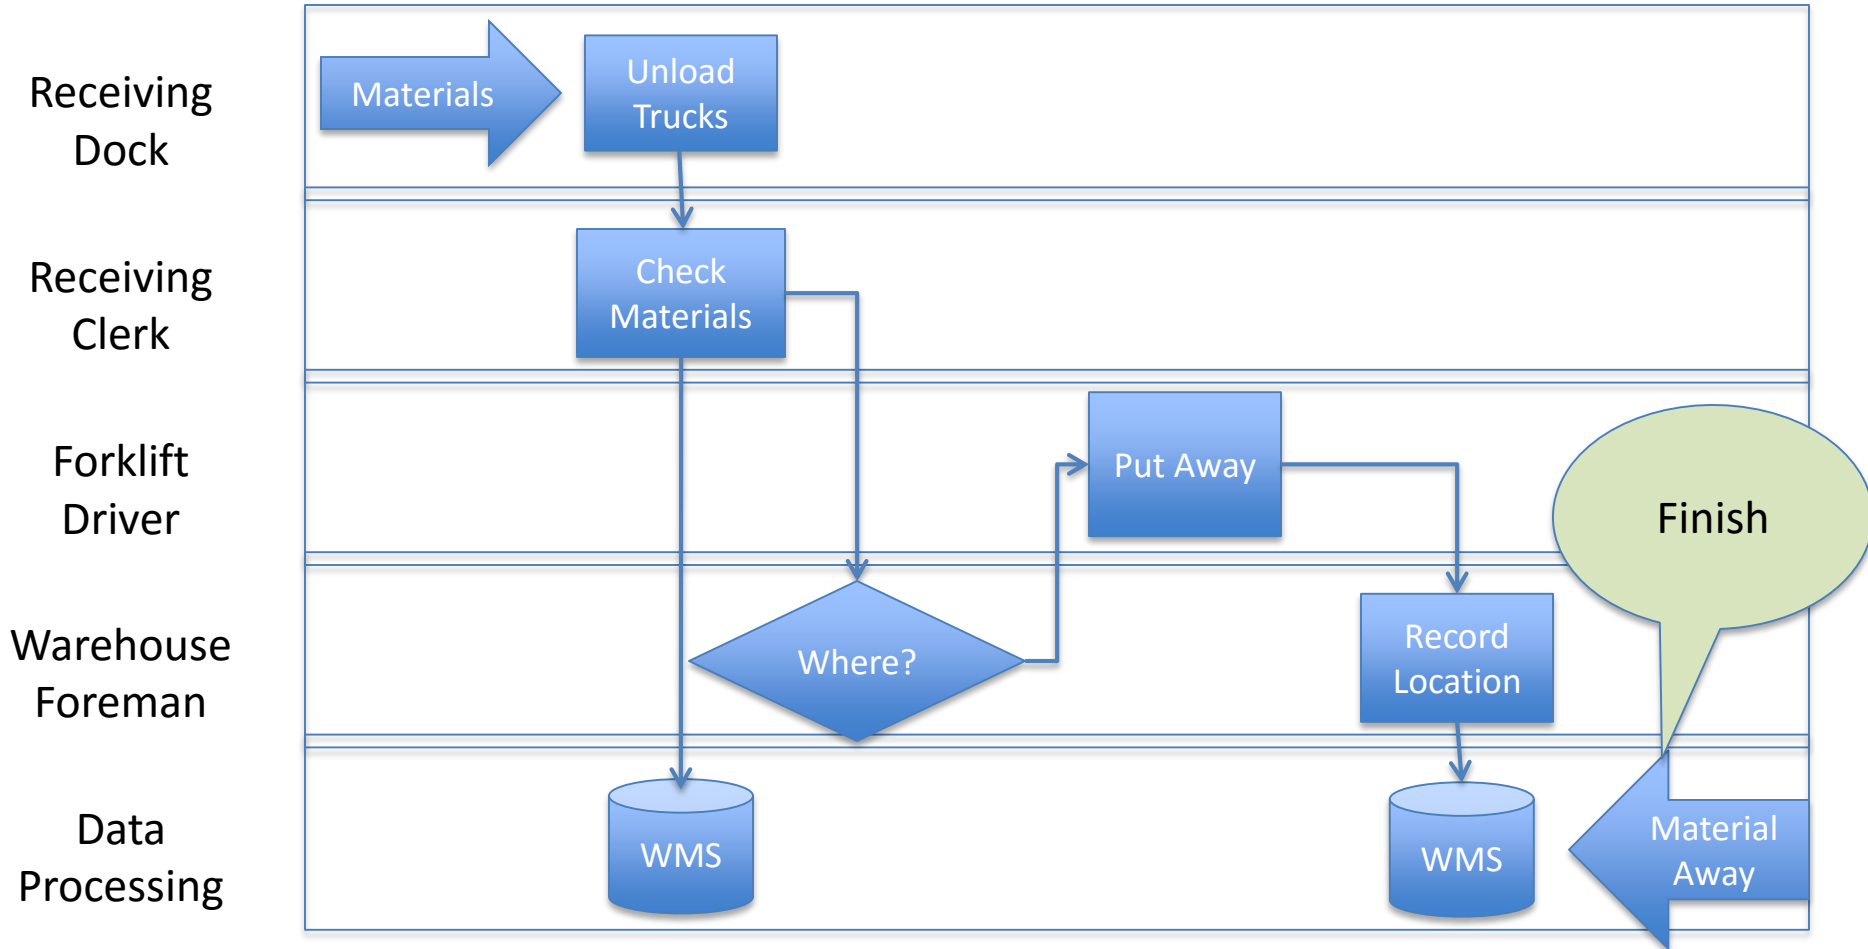 Receiving
Dock
Materials
Unload
Trucks
Receiving
Clerk
Check
Materials
Forklift
Driver
Put Away
Finish
Warehouse
Foreman
Where?
Record
Location
Data
Processing
WMS
WMS
Material
Away